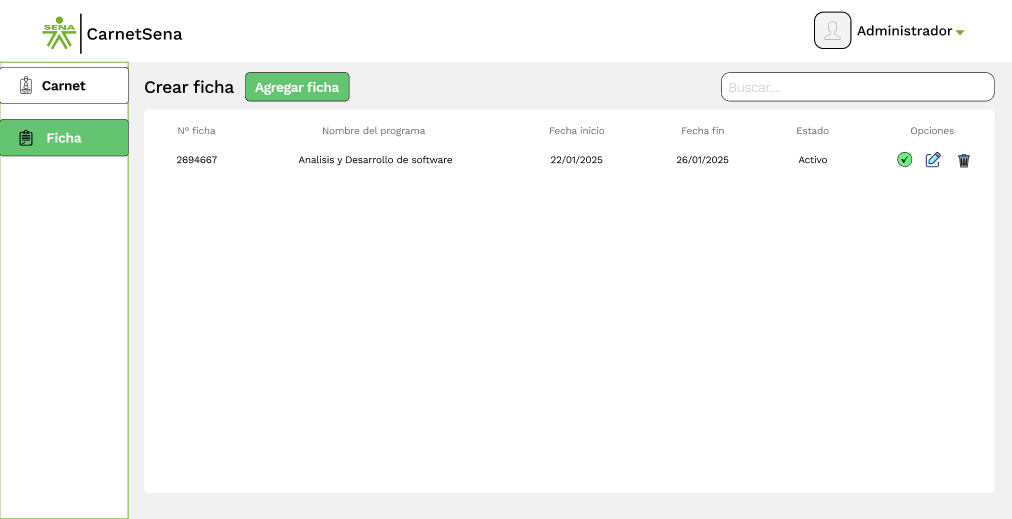 SENA
CarnetSena
Administrador
Carnet
Ficha
Crear ficha
Agregar ficha
Buscar....
Nº ficha Nombre del programa Fecha inicio Fecha fin Estado Opciones
2694667 Analisis y Desarrollo de software 22/01/2025 26/01/2025 Activo